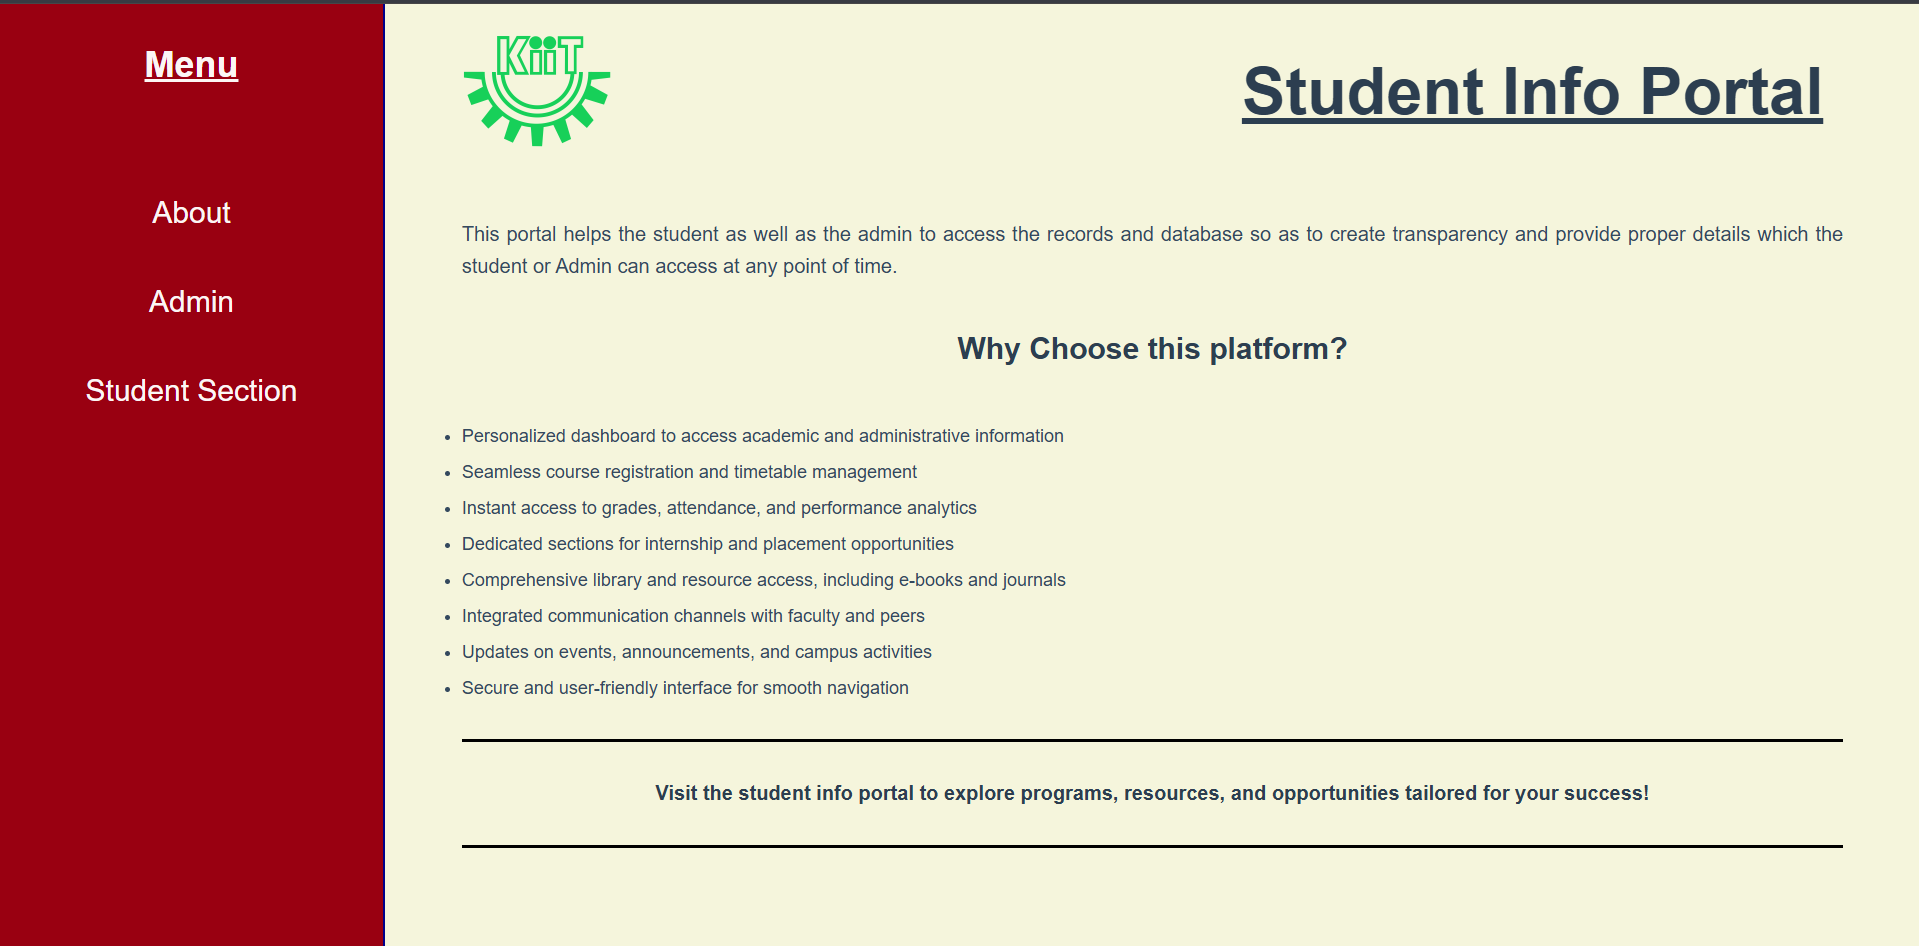 Menu
About
Admin
Student Section
KiiT
Student Info Portal
This portal helps the student as well as the admin to access the records and database so as to create transparency and provide proper details which the
student or Admin can access at any point of time.
Why Choose this platform?
• Personalized dashboard to access academic and administrative information
• Seamless course registration and timetable management
• Instant access to grades, attendance, and performance analytics
• Dedicated sections for internship and placement opportunities
• Comprehensive library and resource access, including e-books and journals
• Integrated communication channels with faculty and peers
• Updates on events, announcements, and campus activities
• Secure and user-friendly interface for smooth navigation
Visit the student info portal to explore programs, resources, and opportunities tailored for your success!